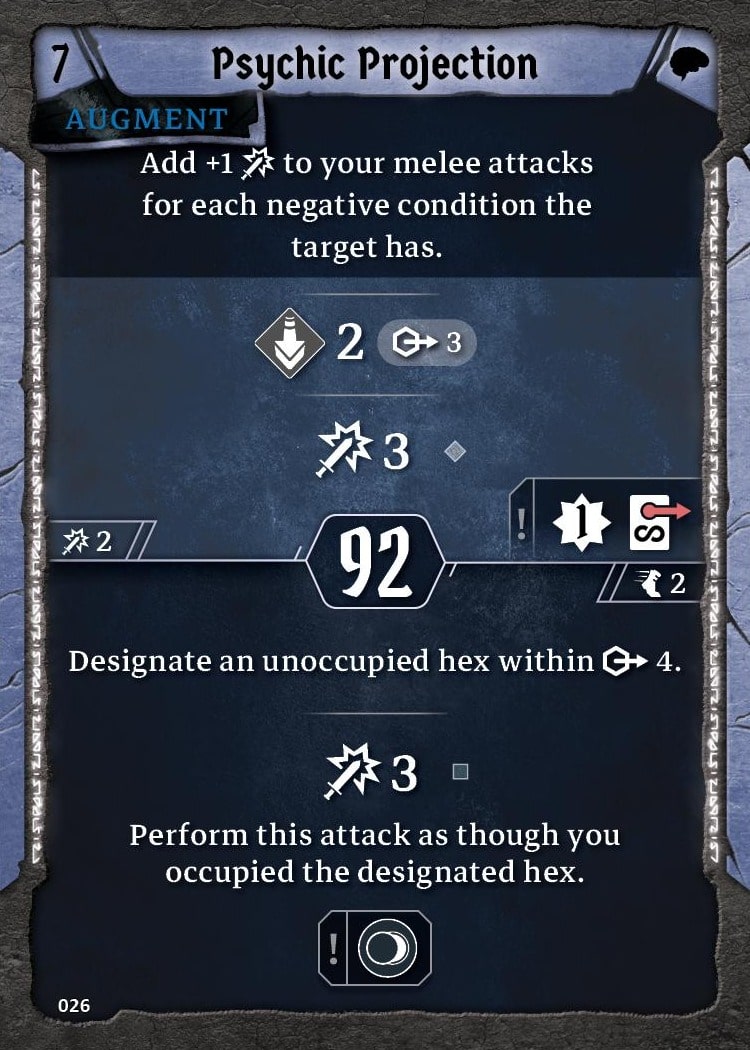 7 Psychic Projection
AUGMENT
Add +1 to your melee attacks
for each negative condition the
target has.
2 3
3
! 1
2 92
2
Designate an unoccupied hex within 4.
3
Perform this attack as though you
occupied the designated hex.
!
026